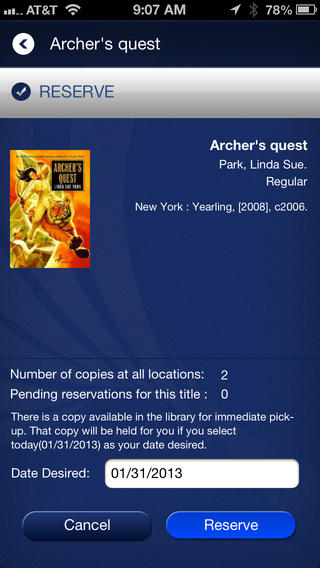 AT&T 9:07 AM 78%
Archer's quest
RESERVE
Archer's quest
Park, Linda Sue.
Regular
New York : Yearling, [2008], c2006.
ARCHER'S
QUEST
LINDA SUE PARK
Number of copies at all locations: 2
Pending reservations for this title : 0
There is a copy available in the library for immediate pick-
up. That copy will be held for you if you select
today(01/31/2013) as your date desired.
Date Desired: 01/31/2013
Cancel Reserve